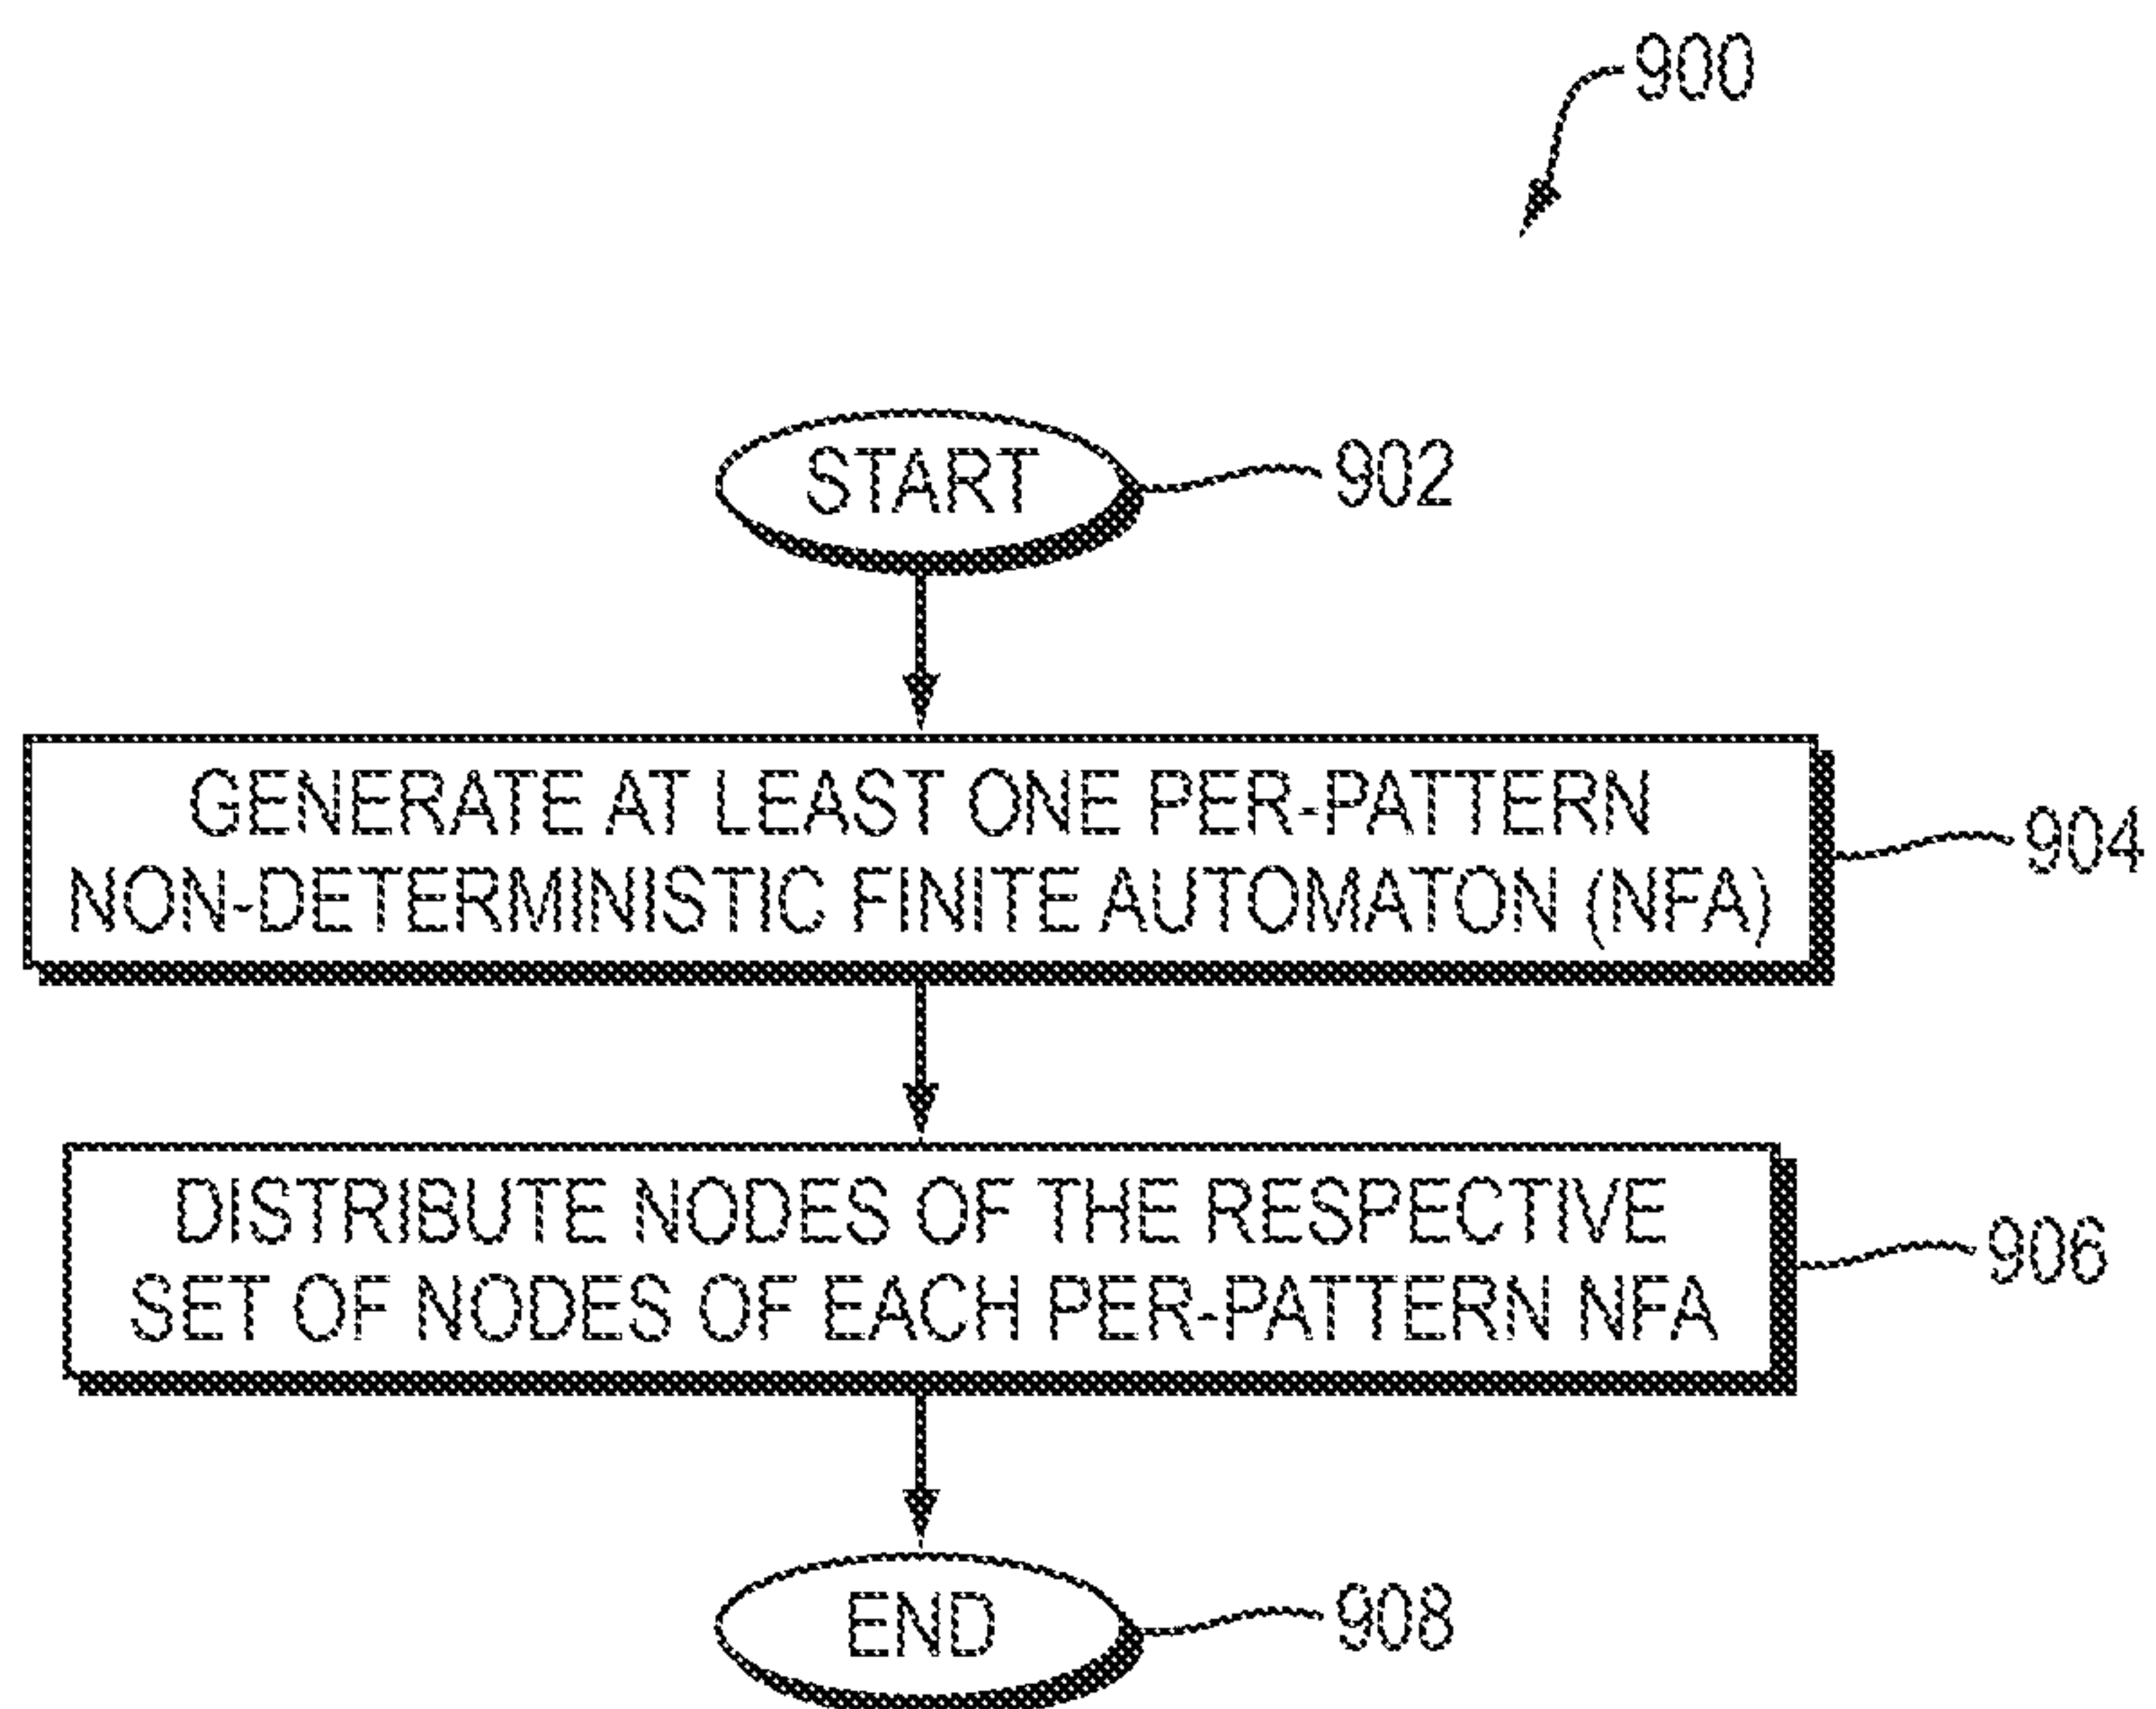 900
START
902
GENERATE AT LEAST ONE PER-PATTERN
NON-DETERMINISTIC FINITE AUTOMATON (NFA)
904
DISTRIBUTE NODES OF THE RESPECTIVE
SET OF NODES OF EACH PER-PATTERN NFA
906
END
908